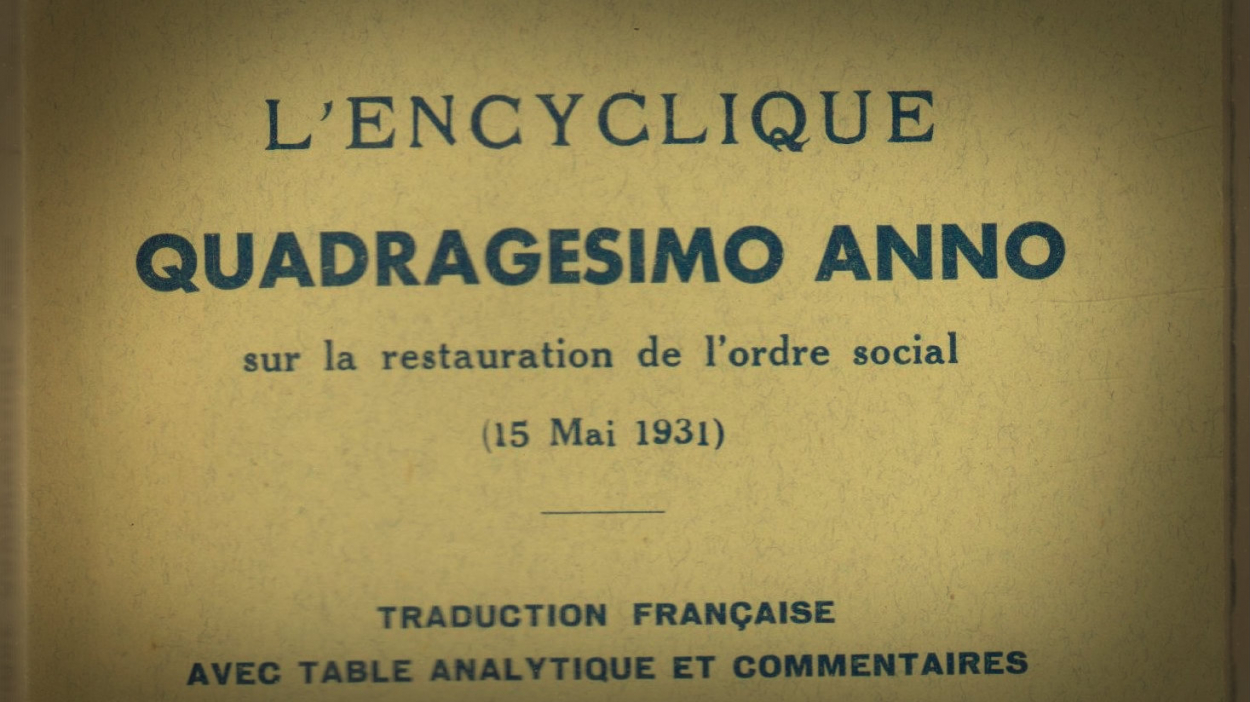 L'ENCYCLIQUE
QUADRAGESIMO ANNO
sur la restauration de l'ordre social
(15 Mai 1931)
TRADUCTION FRANÇAISE
AVEC TABLE ANALYTIQUE ET COMMENTAIRES